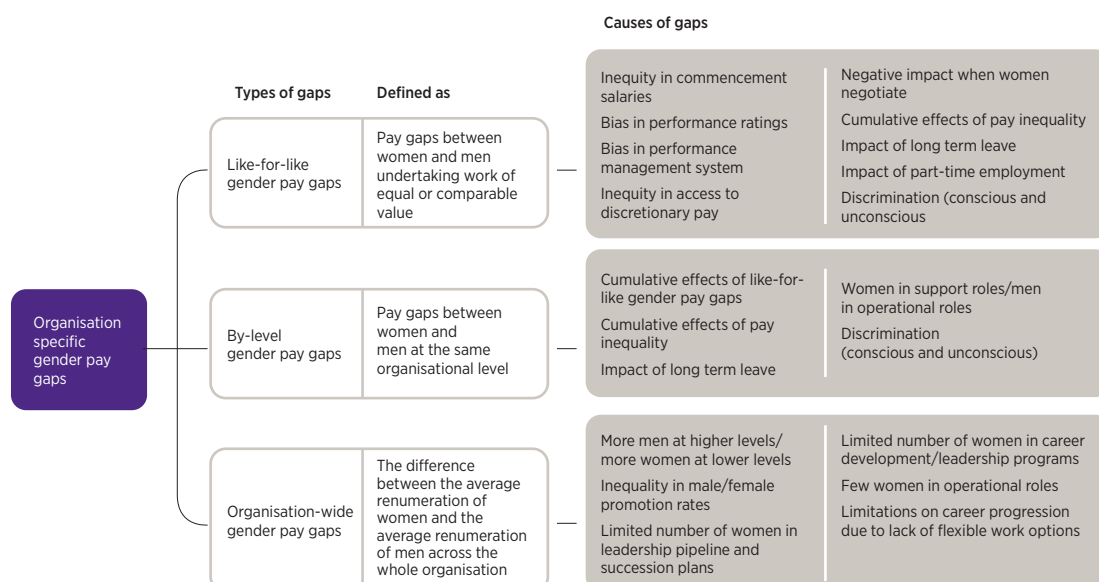 Causes of gaps
Types of gaps
Defined as
Organisation
specific
gender pay
gaps
Like-for-like
gender pay gaps
Pay gaps between
women and men
undertaking work of
equal or comparable
value
Inequity in commencement
salaries
Bias in performance ratings
Bias in performance
management system
Inequity in access to
discretionary pay
Negative impact when women
negotiate
Cumulative effects of pay inequality
Impact of long term leave
Impact of part-time employment
Discrimination (conscious and
unconscious
By-level
gender pay gaps
Pay gaps between
women and
men at the same
organisational level
Cumulative effects of like-for-
like gender pay gaps
Cumulative effects of pay
inequality
Impact of long term leave
Women in support roles/men
in operational roles
Discrimination
(conscious and unconscious)
Organisation-wide
gender pay gaps
The difference
between the average
renumeration of
women and the
average renumeration
of men across the
whole organisation
More men at higher levels/
more women at lower levels
Inequality in male/female
promotion rates
Limited number of women in
leadership pipeline and
succession plans
Limited number of women in career
development/leadership programs
Few women in operational roles
Limitations on career progression
due to lack of flexible work options